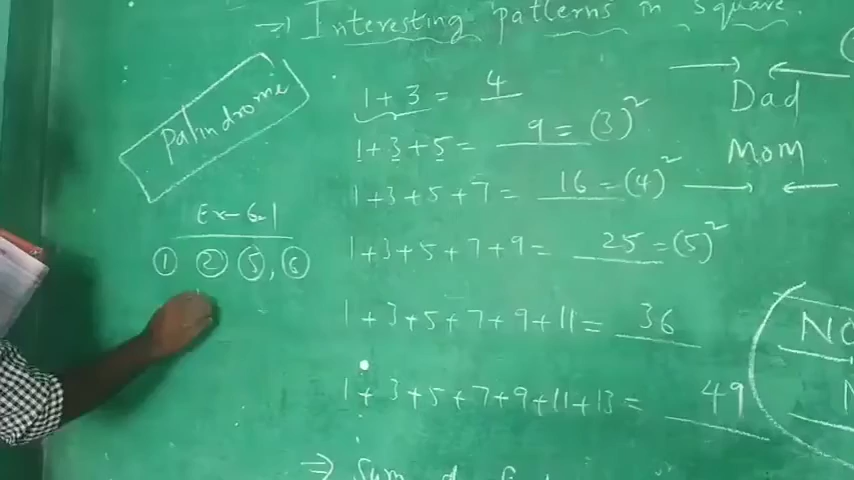 ⇒ Interesting patterns in square.
Palindrome
1 + 3 = 4
1 + 3 + 5 = 9 = (3)²
1 + 3 + 5 + 7 = 16 = (4)²
1 + 3 + 5 + 7 + 9 = 25 = (5)²
1 + 3 + 5 + 7 + 9 + 11 = 36
1 + 3 + 5 + 7 + 9 + 11 + 13 = 49
⇒ Sum
Ex-6.1
① ② ⑤, ⑥
→ ←
Dad
Mom
→ ←
NO